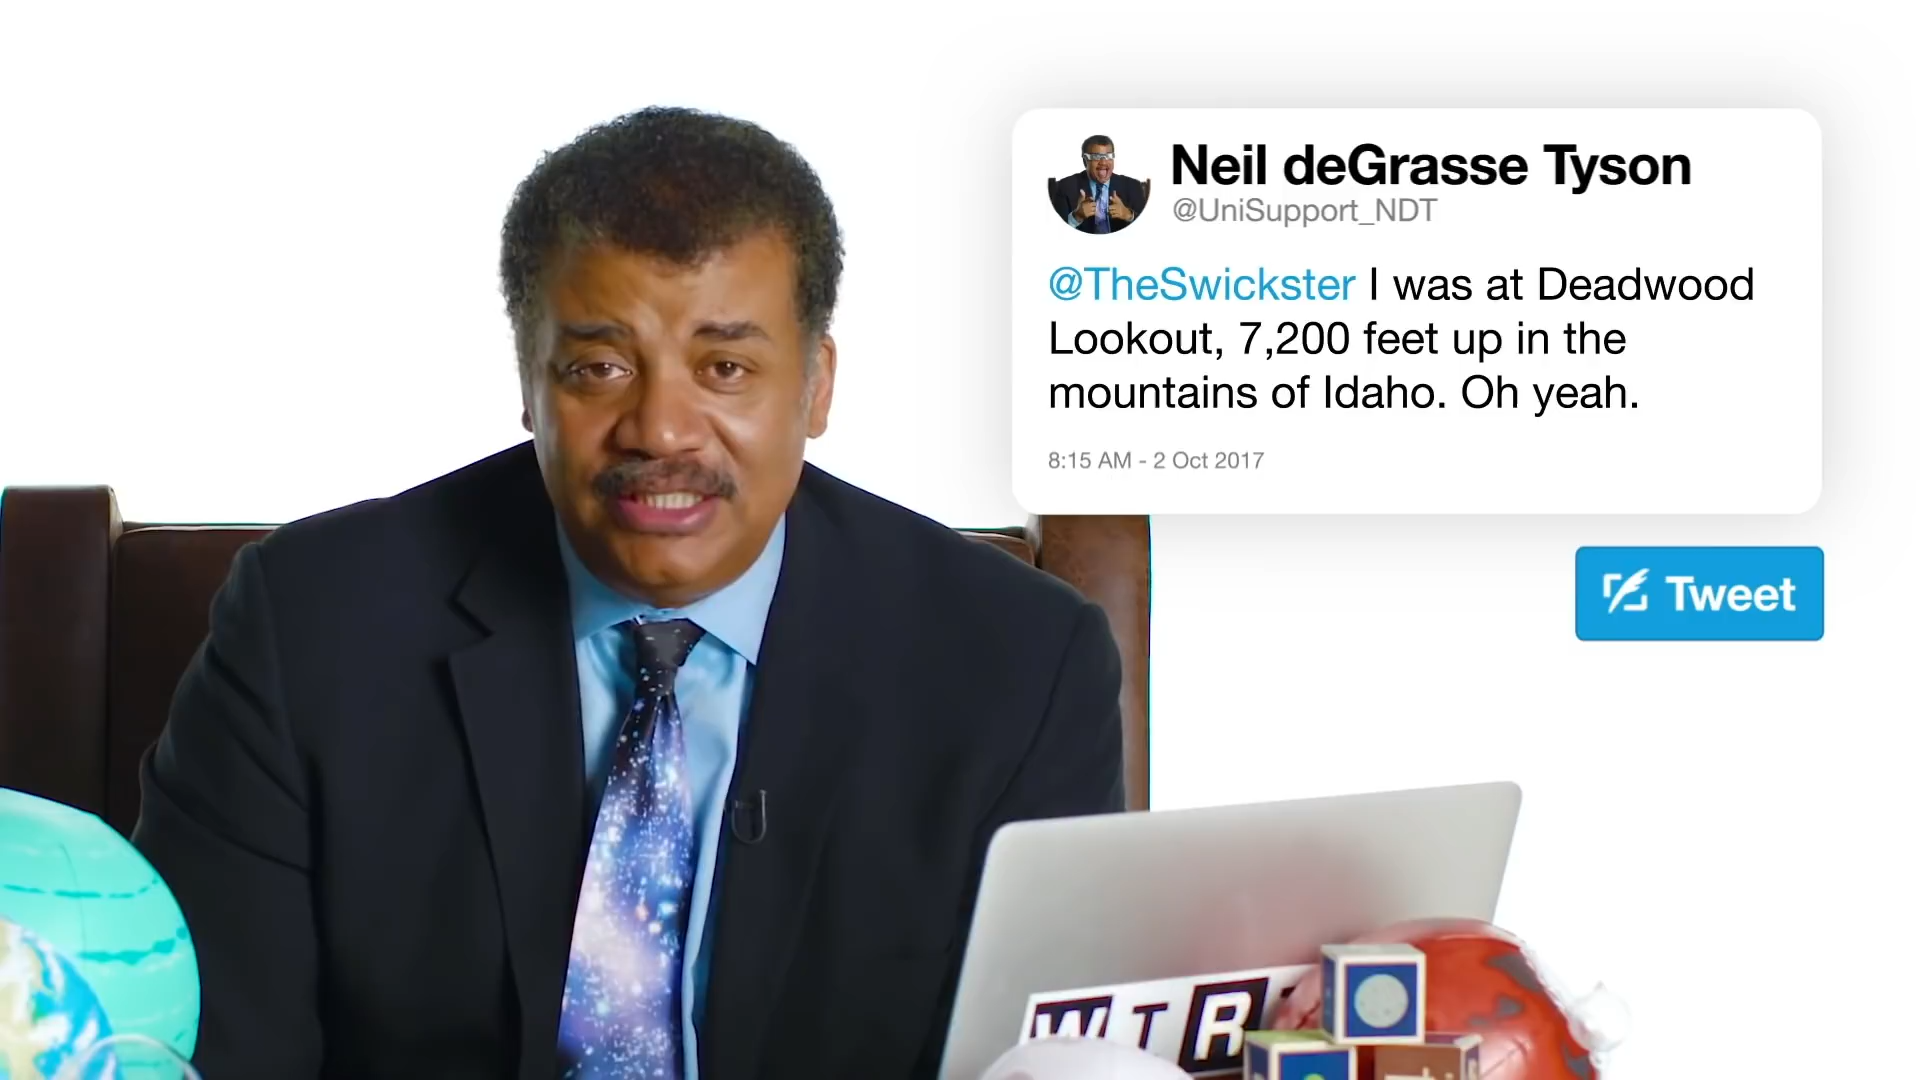 Neil deGrasse Tyson
@UniSupport_NDT
@TheSwickster I was at Deadwood
Lookout, 7,200 feet up in the
mountains of Idaho. Oh yeah.
8:15 AM - 2 Oct 2017
Tweet
WIR